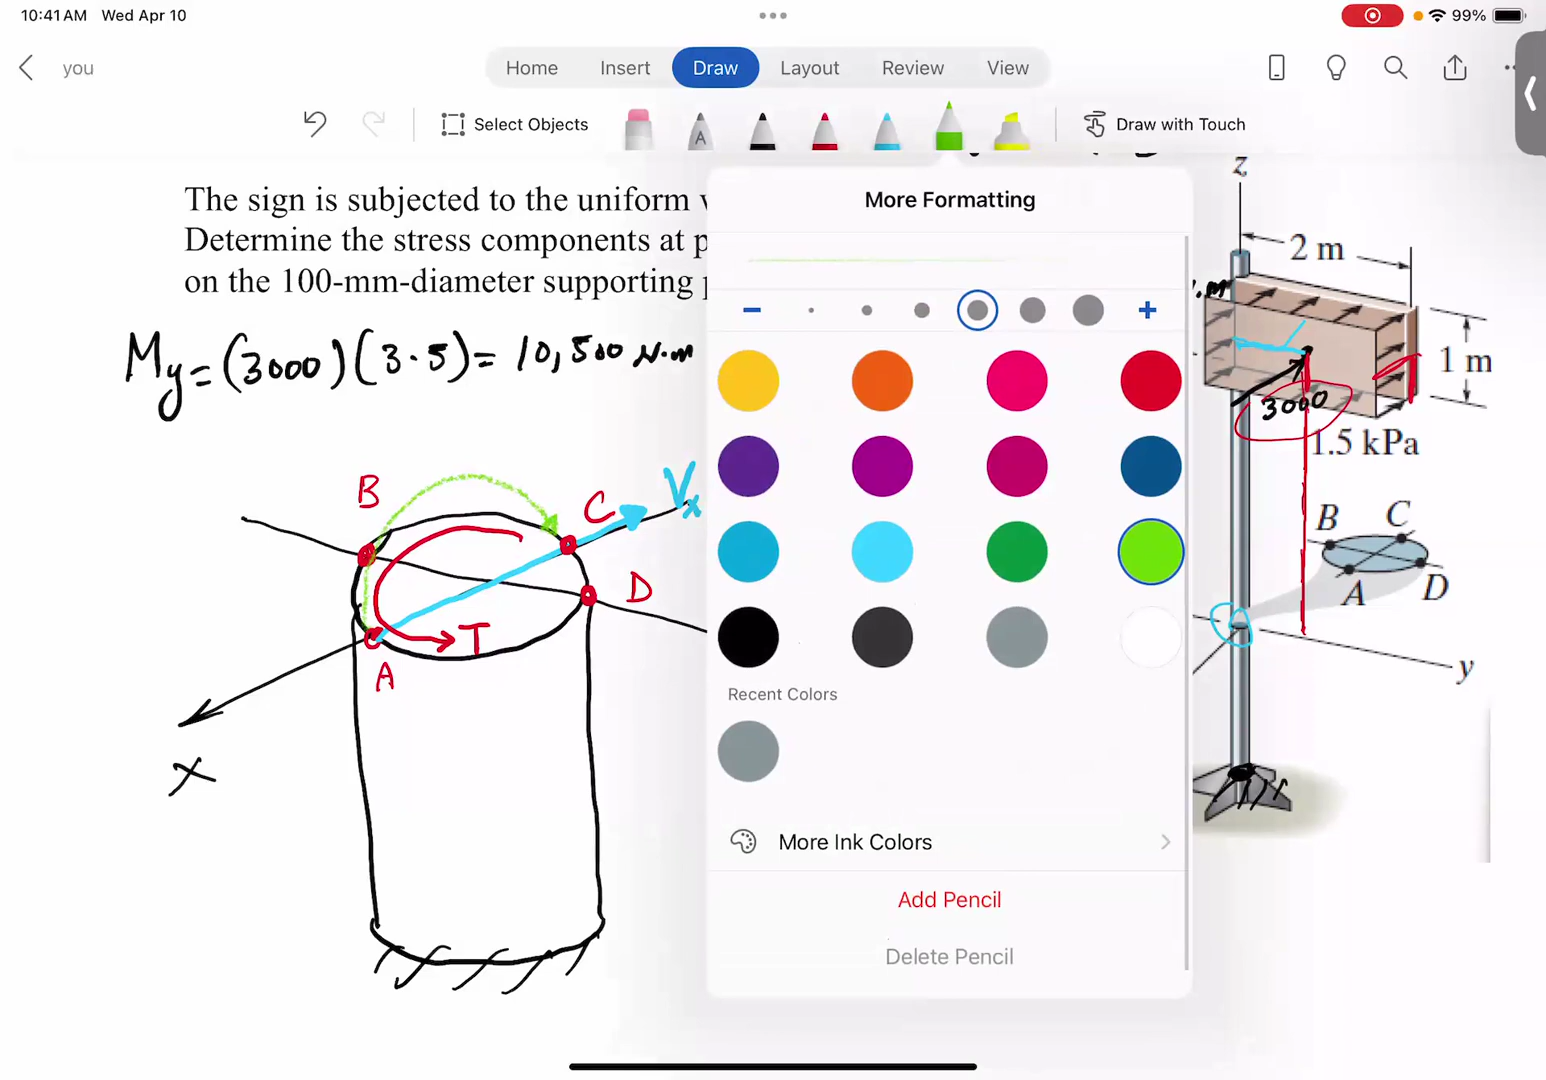 10:41 AM Wed Apr 10
99%
you
Home Insert Draw Layout Review View
Select Objects
A
Draw with Touch
The sign is subjected to the uniform
Determine the stress components at p
on the 100-mm-diameter supporting
My = (3000)(3.5) = 10,500 N.m
More Formatting
Recent Colors
More Ink Colors
Add Pencil
Delete Pencil
B
C
Vx
D
T
A
x
z
2 m
.m
1 m
3000
1.5 kPa
B
C
A
D
y